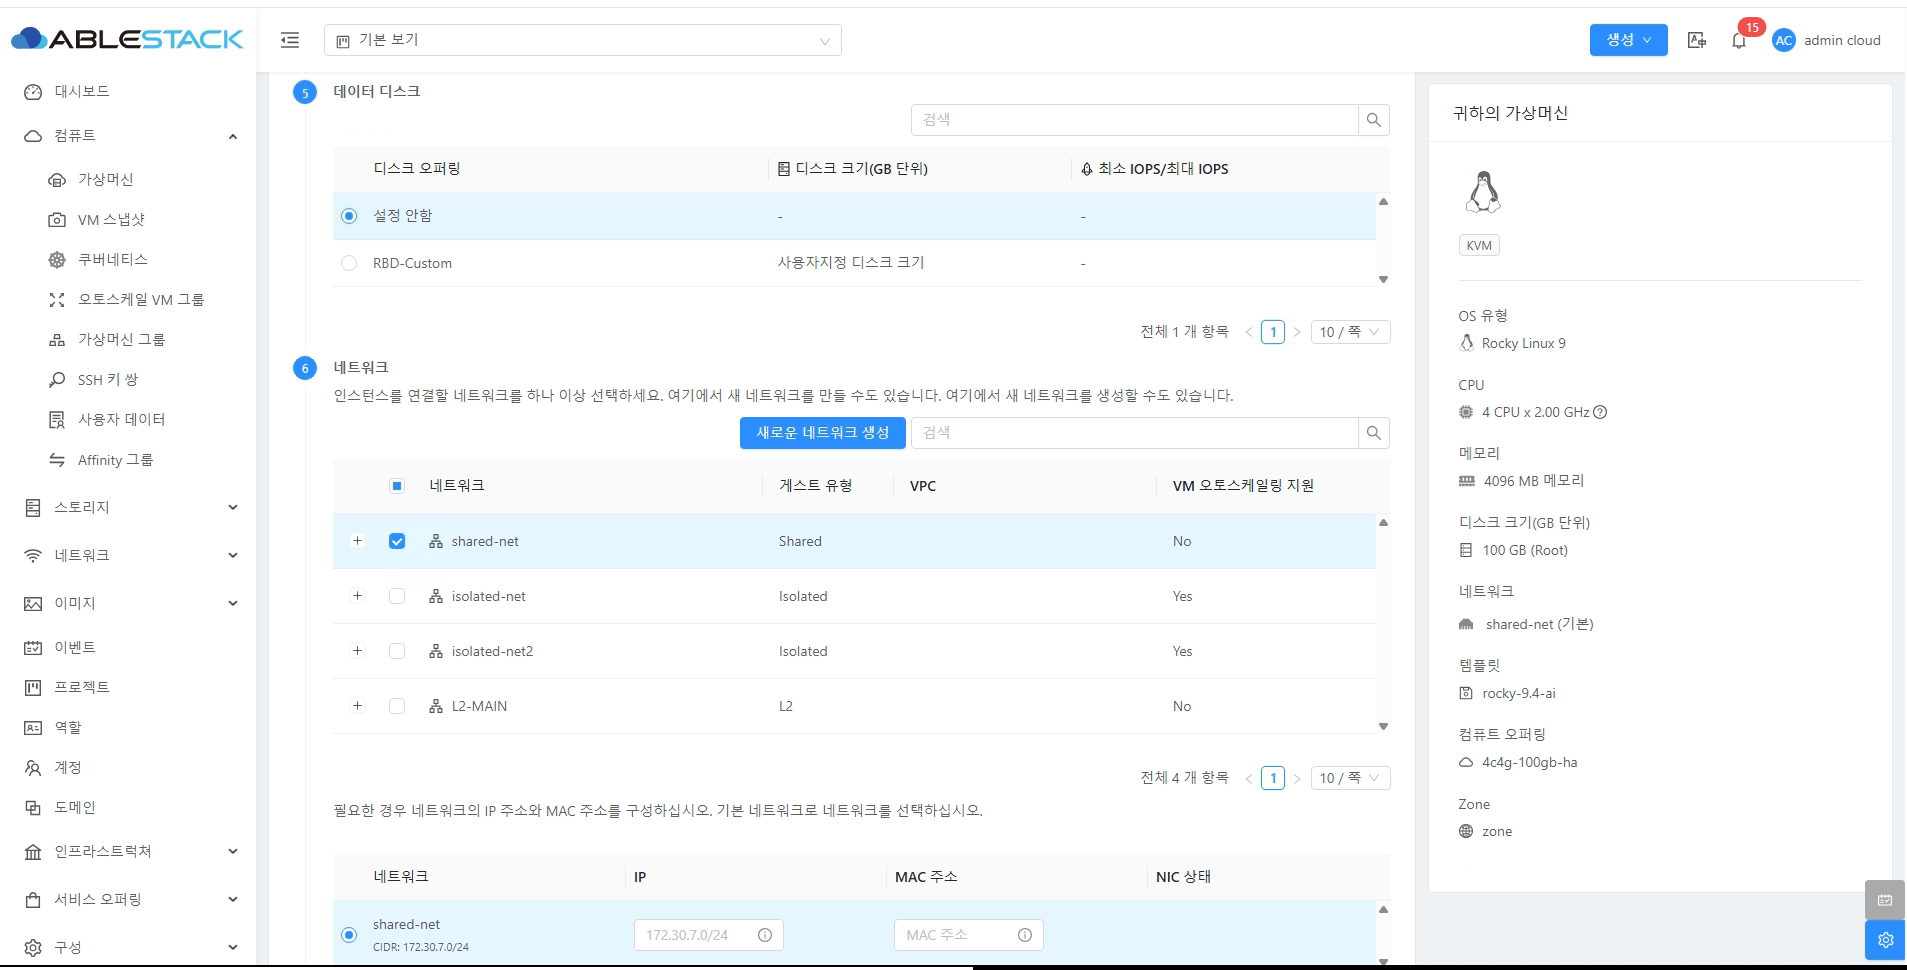 ABLESTACK
기본 보기
생성
15
AC
admin cloud
대시보드
컴퓨트
가상머신
VM 스냅샷
쿠버네티스
오토스케일 VM 그룹
가상머신 그룹
SSH 키 쌍
사용자 데이터
Affinity 그룹
스토리지
네트워크
이미지
이벤트
프로젝트
역할
계정
도메인
인프라스트럭쳐
서비스 오퍼링
구성
5
데이터 디스크
검색
디스크 오퍼링
디스크 크기(GB 단위)
최소 IOPS/최대 IOPS
설정 안함
-
-
RBD-Custom
사용자지정 디스크 크기
-
전체 1 개 항목
1
10 / 쪽
6
네트워크
인스턴스를 연결할 네트워크를 하나 이상 선택하세요. 여기에서 새 네트워크를 만들 수도 있습니다. 여기에서 새 네트워크를 생성할 수도 있습니다.
새로운 네트워크 생성
검색
네트워크
게스트 유형
VPC
VM 오토스케일링 지원
shared-net
Shared
No
isolated-net
Isolated
Yes
isolated-net2
Isolated
Yes
L2-MAIN
L2
No
전체 4 개 항목
1
10 / 쪽
필요한 경우 네트워크의 IP 주소와 MAC 주소를 구성하십시오. 기본 네트워크로 네트워크를 선택하십시오.
네트워크
IP
MAC 주소
NIC 상태
shared-net
CIDR: 172.30.7.0/24
172.30.7.0/24
MAC 주소
귀하의 가상머신
KVM
OS 유형
Rocky Linux 9
CPU
4 CPU x 2.00 GHz
메모리
4096 MB 메모리
디스크 크기(GB 단위)
100 GB (Root)
네트워크
shared-net (기본)
템플릿
rocky-9.4-ai
컴퓨트 오퍼링
4c4g-100gb-ha
Zone
zone